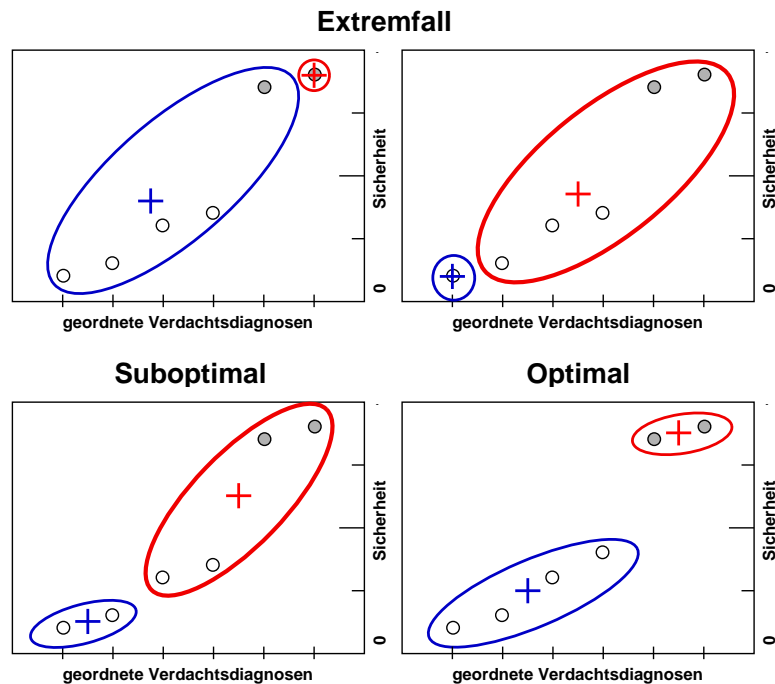 Extremfall
Sicherheit
0
geordnete Verdachtsdiagnosen
Sicherheit
0
geordnete Verdachtsdiagnosen
Suboptimal
Optimal
Sicherheit
0
geordnete Verdachtsdiagnosen
Sicherheit
0
geordnete Verdachtsdiagnosen